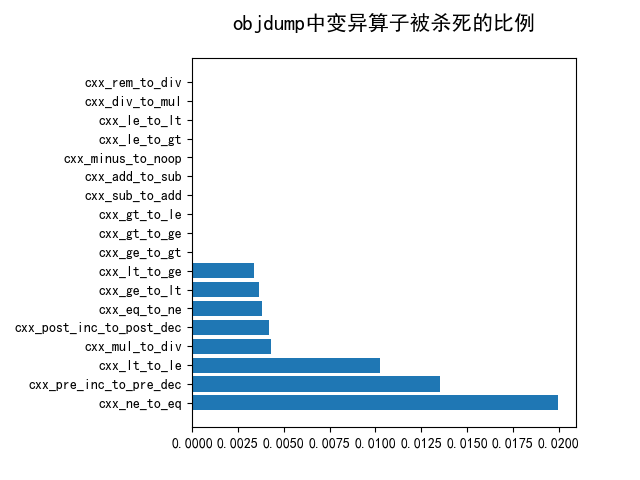 objdump中变异算子被杀死的比例
cxx_rem_to_div
cxx_div_to_mul
cxx_le_to_lt
cxx_le_to_gt
cxx_minus_to_noop
cxx_add_to_sub
cxx_sub_to_add
cxx_gt_to_le
cxx_gt_to_ge
cxx_ge_to_gt
cxx_lt_to_ge
cxx_ge_to_lt
cxx_eq_to_ne
cxx_post_inc_to_post_dec
cxx_mul_to_div
cxx_lt_to_le
cxx_pre_inc_to_pre_dec
cxx_ne_to_eq
0.0000 0.0025 0.0050 0.0075 0.0100 0.0125 0.0150 0.0175 0.0200